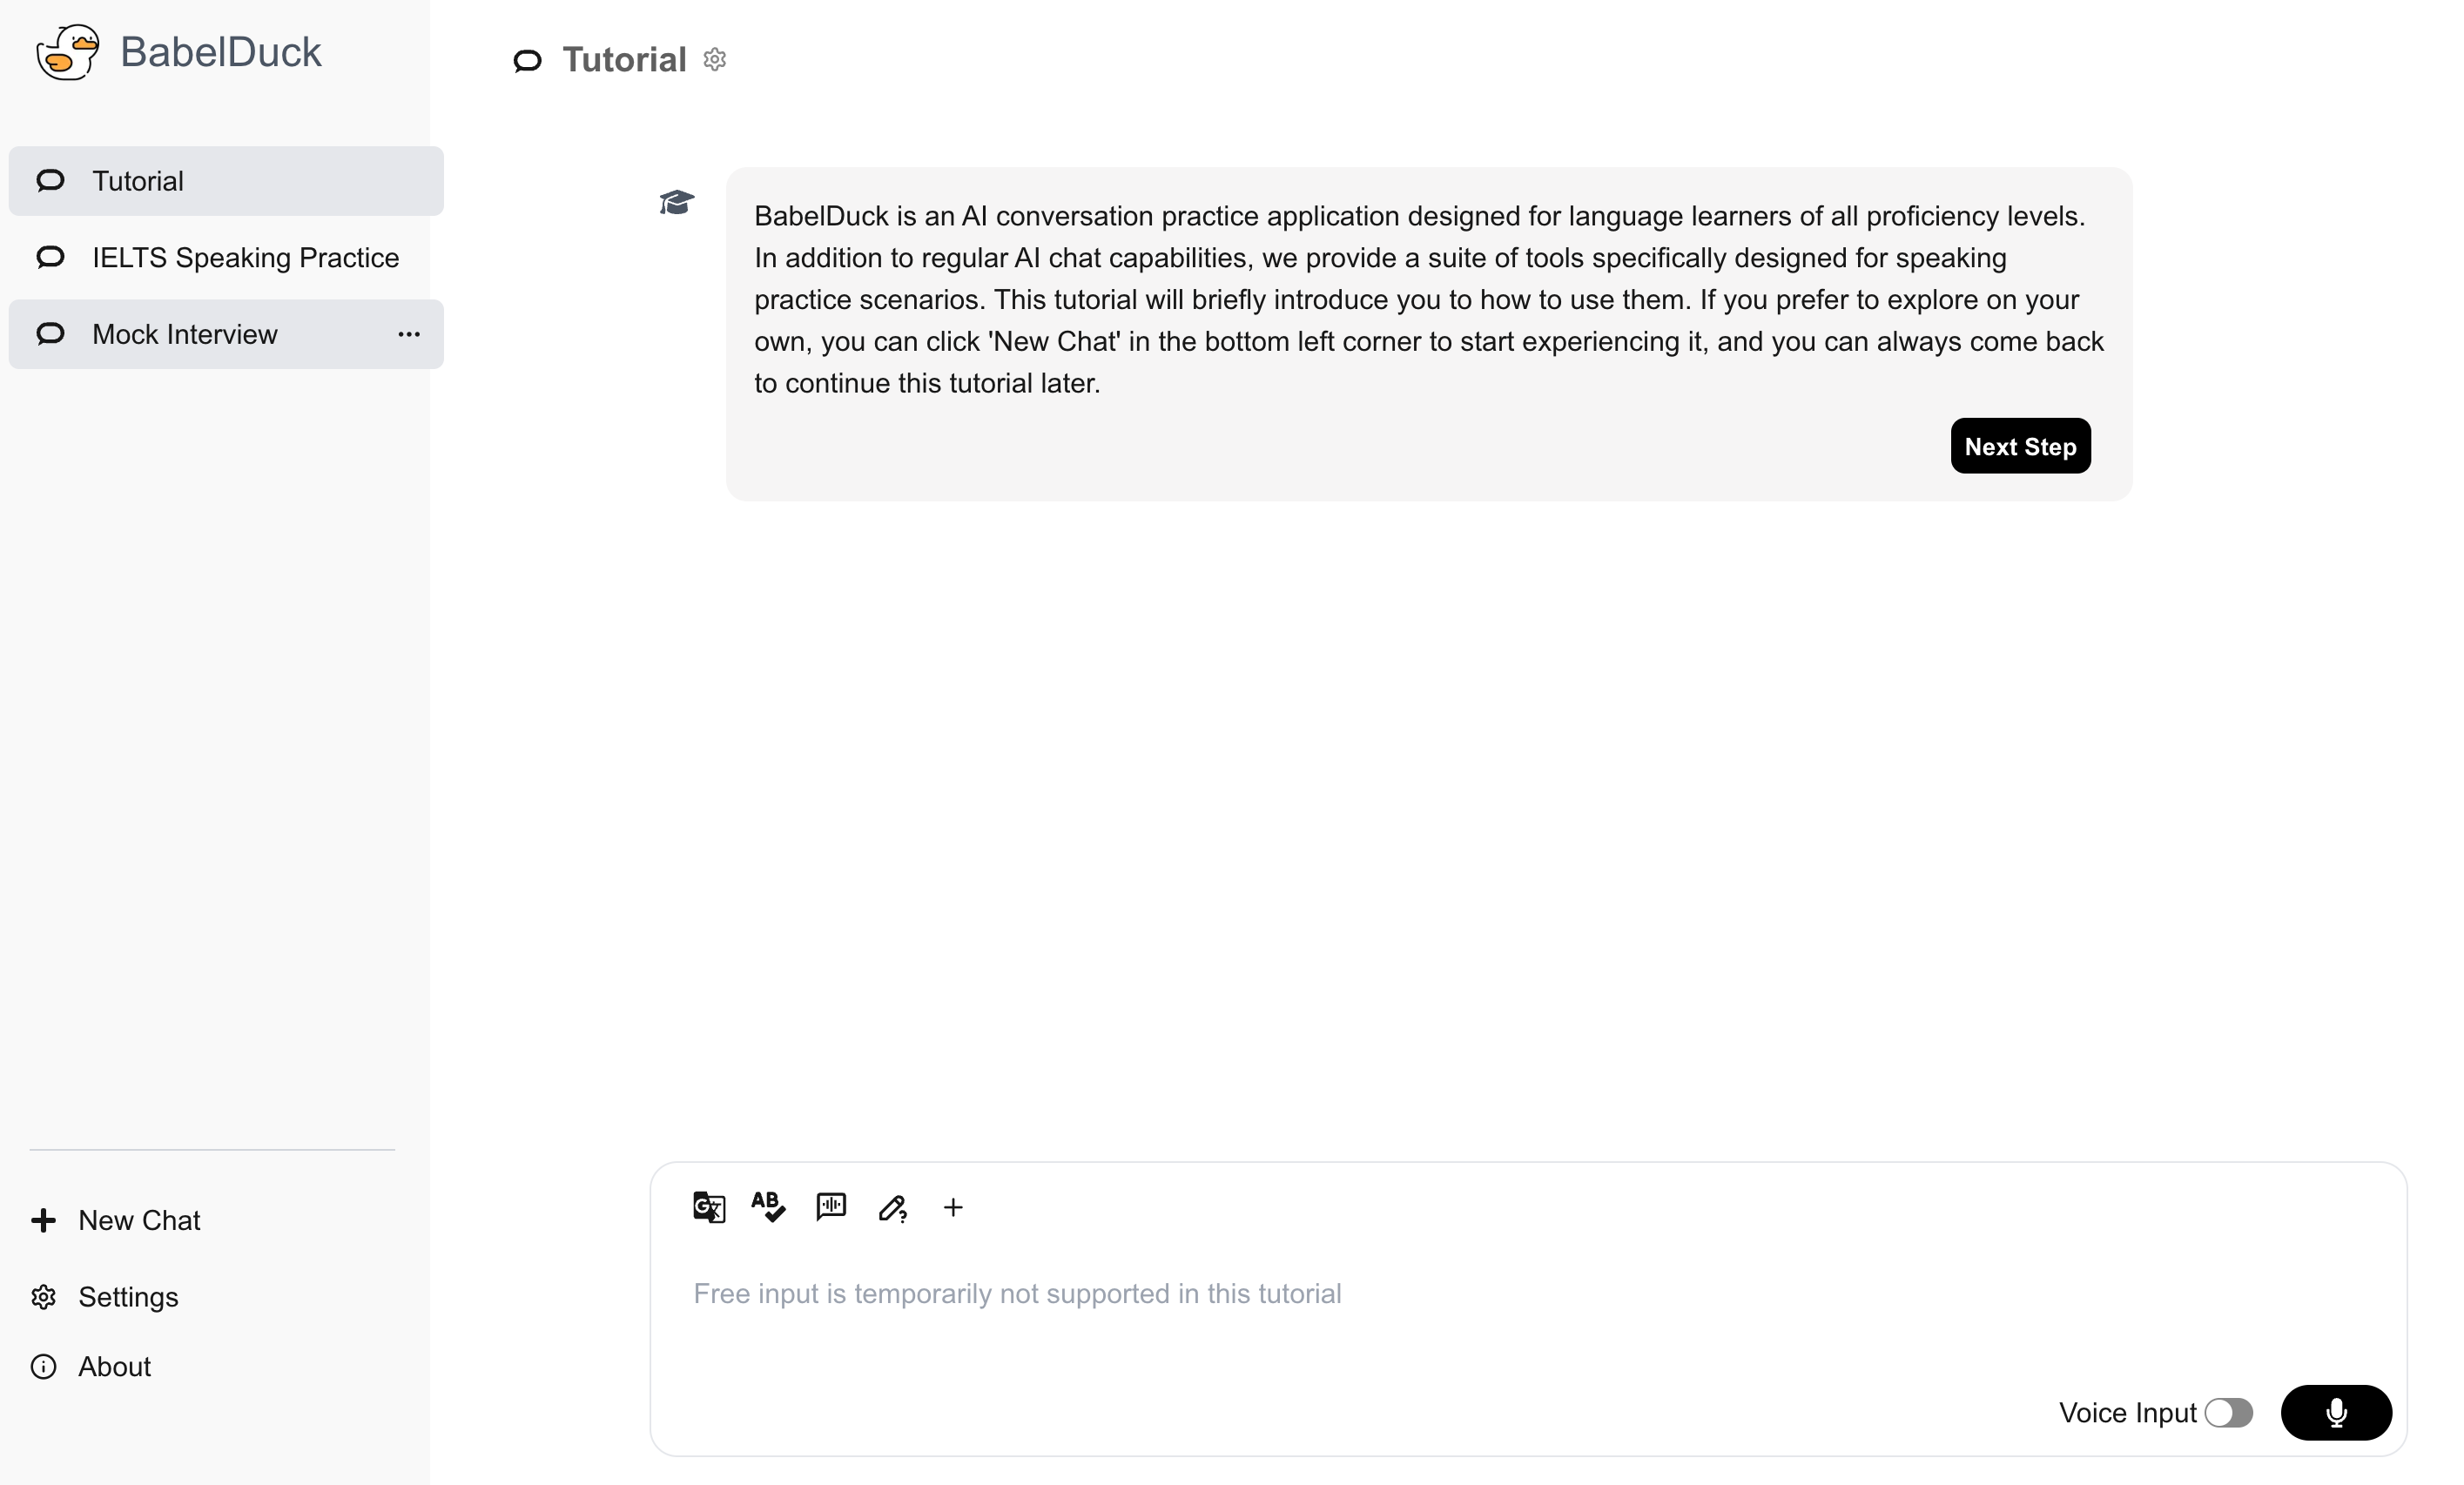 BabelDuck
Tutorial
IELTS Speaking Practice
Mock Interview
New Chat
Settings
About
Tutorial
BabelDuck is an AI conversation practice application designed for language learners of all proficiency levels.
In addition to regular AI chat capabilities, we provide a suite of tools specifically designed for speaking
practice scenarios. This tutorial will briefly introduce you to how to use them. If you prefer to explore on your
own, you can click 'New Chat' in the bottom left corner to start experiencing it, and you can always come back
to continue this tutorial later.
Next Step
Free input is temporarily not supported in this tutorial
Voice Input